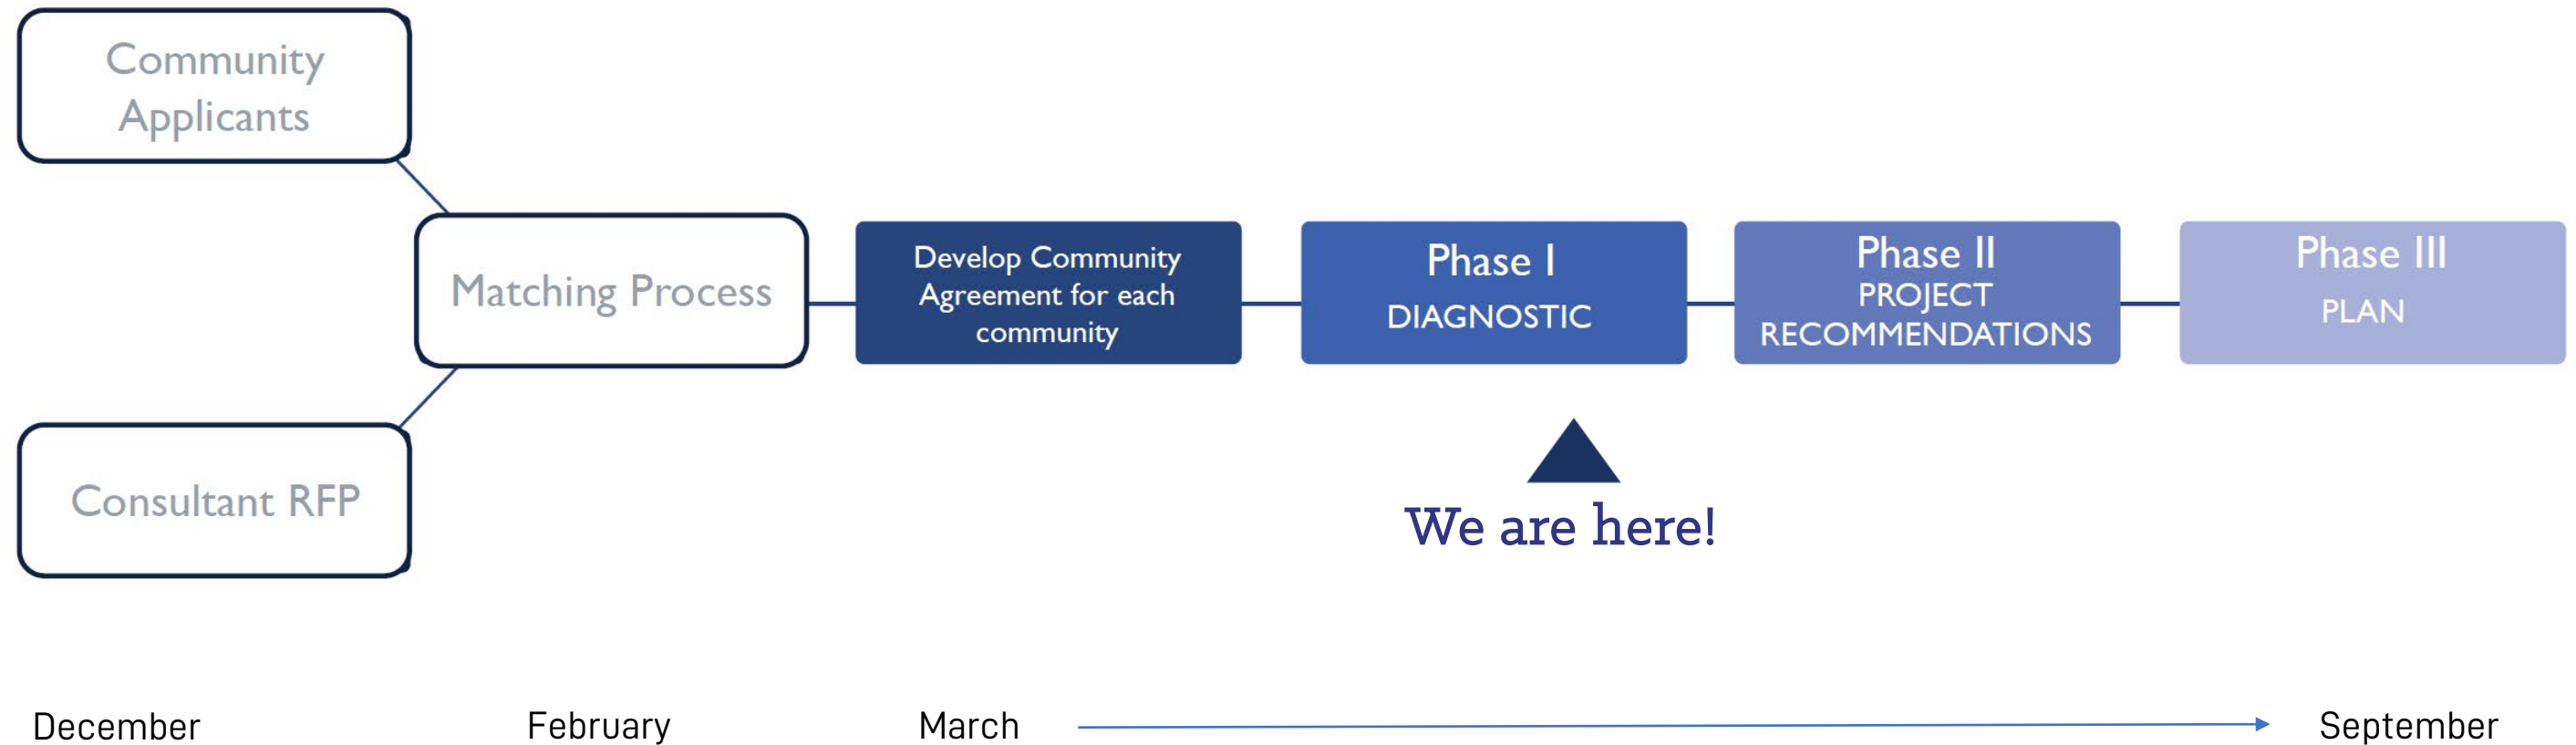 Community
Applicants
Consultant RFP
Matching Process
Develop Community
Agreement for each
community
Phase I
DIAGNOSTIC
Phase II
PROJECT
RECOMMENDATIONS
Phase III
PLAN
We are here!
December
February
March
September